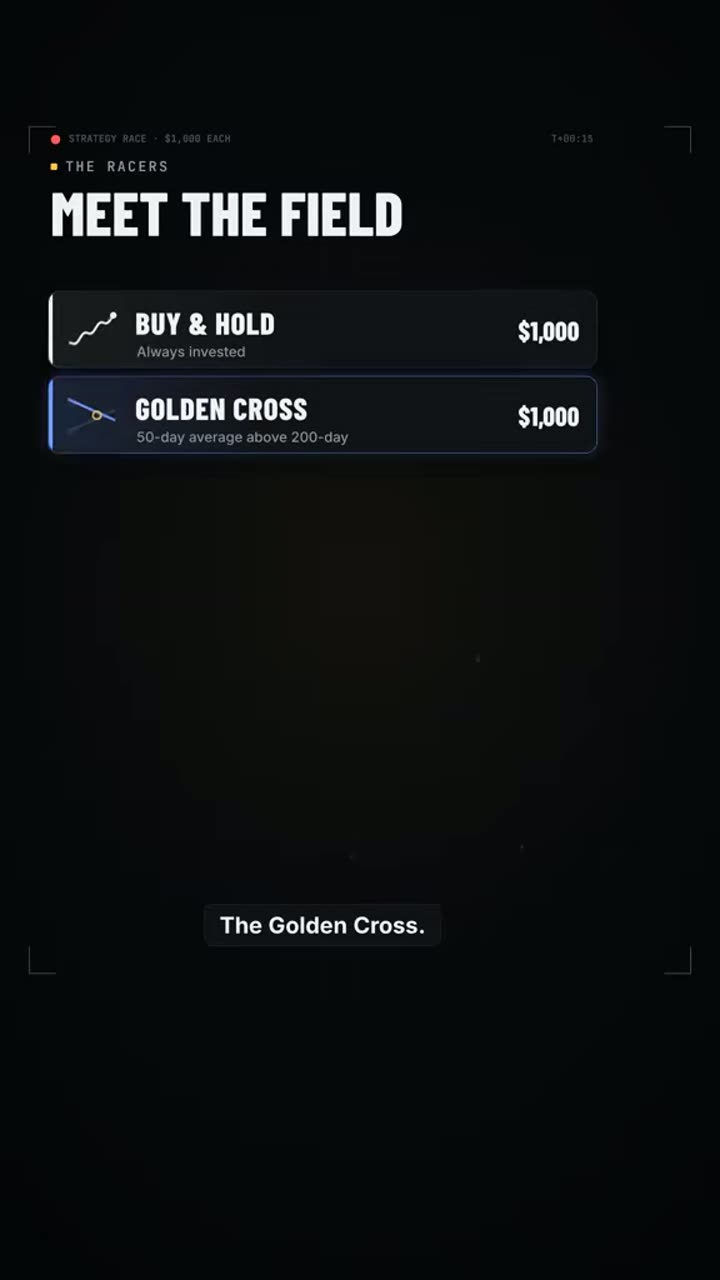 STRATEGY RACE · $1,000 EACH
T+00:15
THE RACERS
MEET THE FIELD
BUY & HOLD
Always invested
$1,000
GOLDEN CROSS
50-day average above 200-day
$1,000
The Golden Cross.